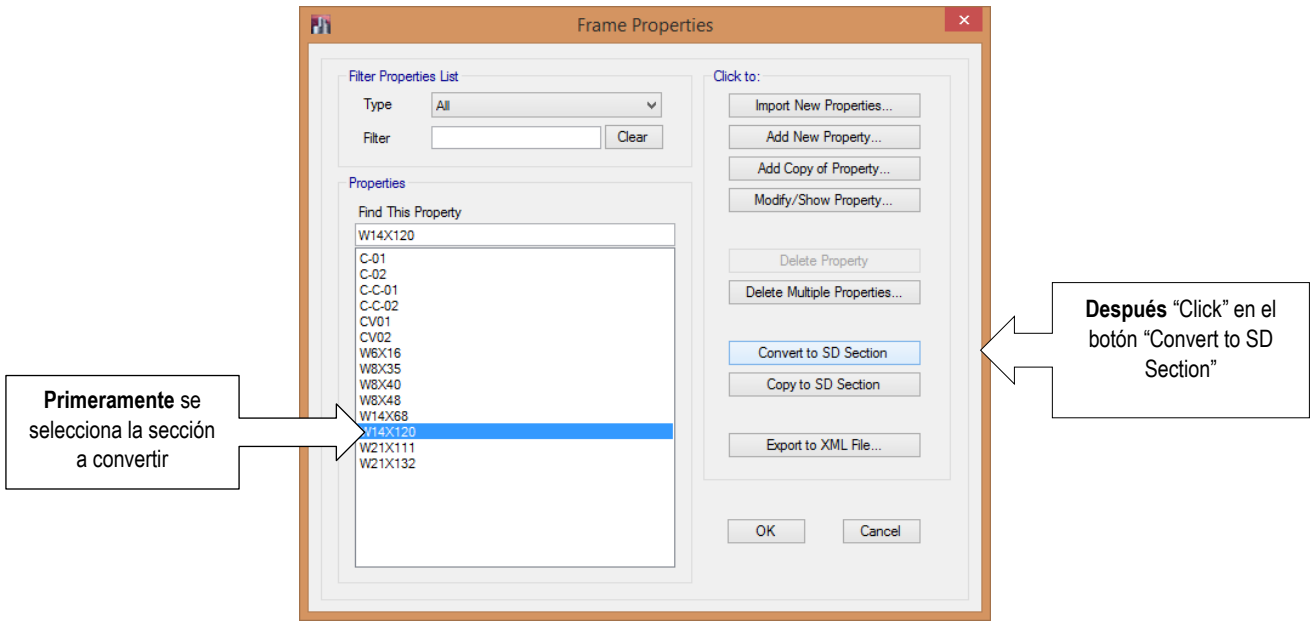 Frame Properties
Filter Properties List
Type
All
Filter
Clear
Properties
Find This Property
W14X120
C-01
C-02
C-C-01
C-C-02
CV01
CV02
W6X16
W8X35
W8X40
W8X48
W14X68
W14X120
W21X111
W21X132
Click to:
Import New Properties...
Add New Property...
Add Copy of Property...
Modify/Show Property...
Delete Property
Delete Multiple Properties...
Convert to SD Section
Copy to SD Section
Export to XML File...
OK
Cancel
Primeramente se
selecciona la sección
a convertir
Después “Click” en el
botón “Convert to SD
Section”